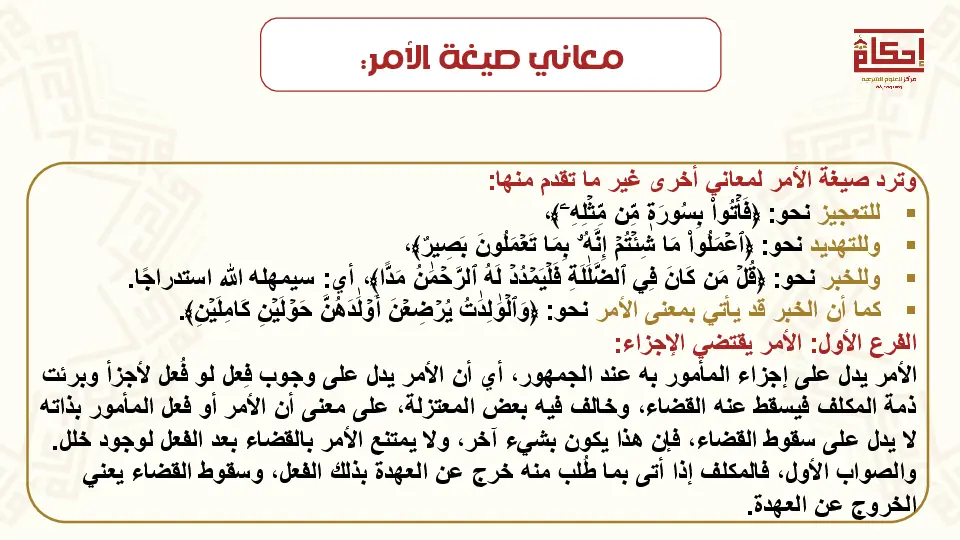 معاني صيغة الأمر:
إحكام
مركز العلوم الشرعية
وترد صيغة الأمر لمعاني أخرى غير ما تقدم منها:
▪ للتعجيز نحو: ﴿فَأۡتُواْ بِسُورَةٖ مِّن مِّثۡلِهِۦ﴾،
▪ وللتهديد نحو: ﴿ٱعۡمَلُواْ مَا شِئۡتُمۡ إِنَّهُۥ بِمَا تَعۡمَلُونَ بَصِيرٌ﴾،
▪ وللخبر نحو: ﴿قُلۡ مَن كَانَ فِي ٱلضَّلَٰلَةِ فَلۡيَمۡدُدۡ لَهُ ٱلرَّحۡمَٰنُ مَدًّا﴾، أي: سيمهله الله استدراجًا.
▪ كما أن الخبر قد يأتي بمعنى الأمر نحو: ﴿وَٱلۡوَٰلِدَٰتُ يُرۡضِعۡنَ أَوۡلَٰدَهُنَّ حَوۡلَيۡنِ كَامِلَيۡنِ﴾.
الفرع الأول: الأمر يقتضي الإجزاء:
الأمر يدل على إجزاء المأمور به عند الجمهور، أي أن الأمر يدل على وجوب فِعل لو فُعل لأجزأ وبرئت
ذمة المكلف فيسقط عنه القضاء، وخالف فيه بعض المعتزلة، على معنى أن الأمر أو فعل المأمور بذاته
لا يدل على سقوط القضاء، فإن هذا يكون بشيء آخر، ولا يمتنع الأمر بالقضاء بعد الفعل لوجود خلل.
والصواب الأول، فالمكلف إذا أتى بما طُلب منه خرج عن العهدة بذلك الفعل، وسقوط القضاء يعني
الخروج عن العهدة.